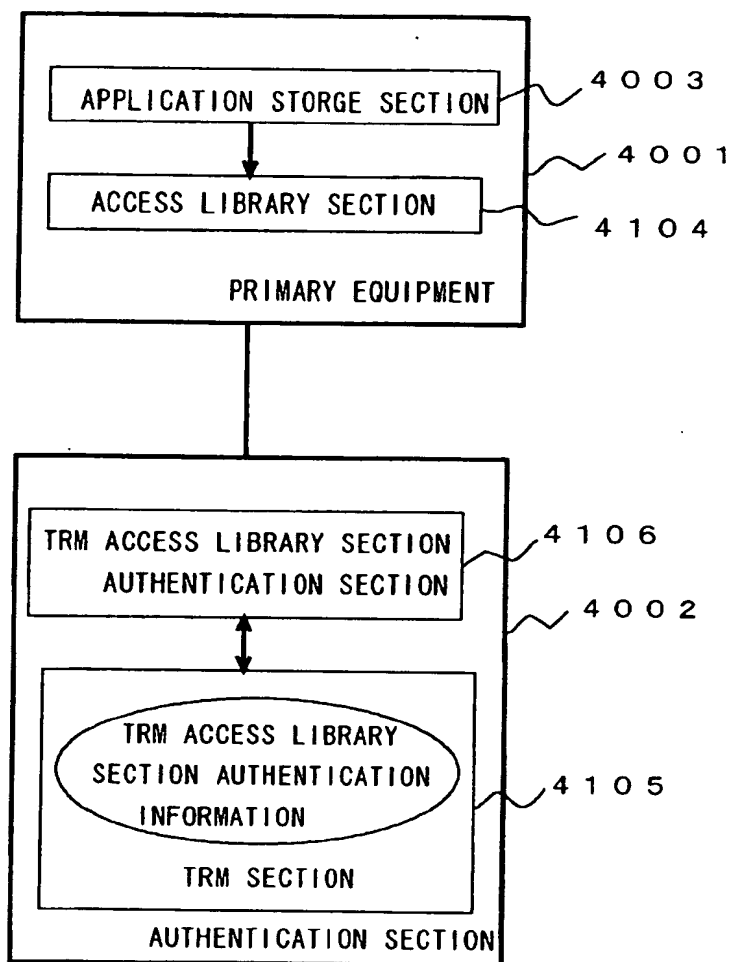 APPLICATION STORGE SECTION
4003
4001
ACCESS LIBRARY SECTION
4104
PRIMARY EQUIPMENT
TRM ACCESS LIBRARY SECTION
AUTHENTICATION SECTION
4106
4002
TRM ACCESS LIBRARY
SECTION AUTHENTICATION
INFORMATION
4105
TRM SECTION
AUTHENTICATION SECTION